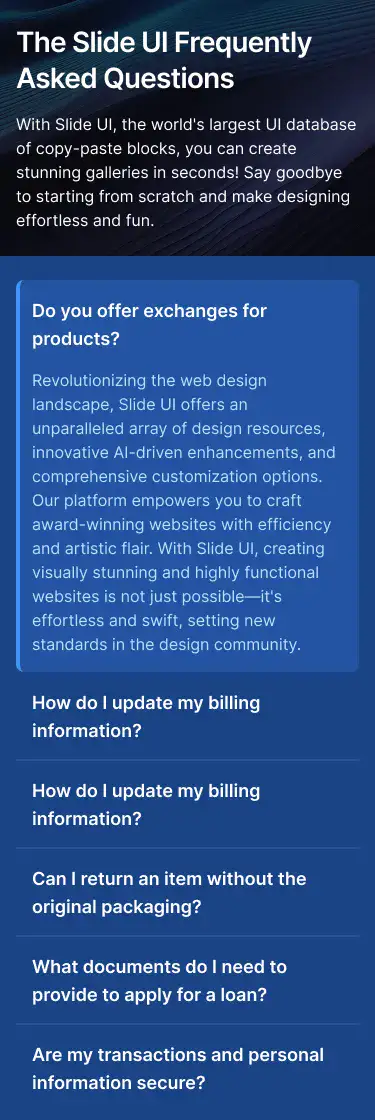 The Slide UI Frequently
Asked Questions
With Slide UI, the world's largest UI database
of copy-paste blocks, you can create
stunning galleries in seconds! Say goodbye
to starting from scratch and make designing
effortless and fun.
Do you offer exchanges for
products?
Revolutionizing the web design
landscape, Slide UI offers an
unparalleled array of design resources,
innovative AI-driven enhancements, and
comprehensive customization options.
Our platform empowers you to craft
award-winning websites with efficiency
and artistic flair. With Slide UI, creating
visually stunning and highly functional
websites is not just possible—it's
effortless and swift, setting new
standards in the design community.
How do I update my billing
information?
How do I update my billing
information?
Can I return an item without the
original packaging?
What documents do I need to
provide to apply for a loan?
Are my transactions and personal
information secure?